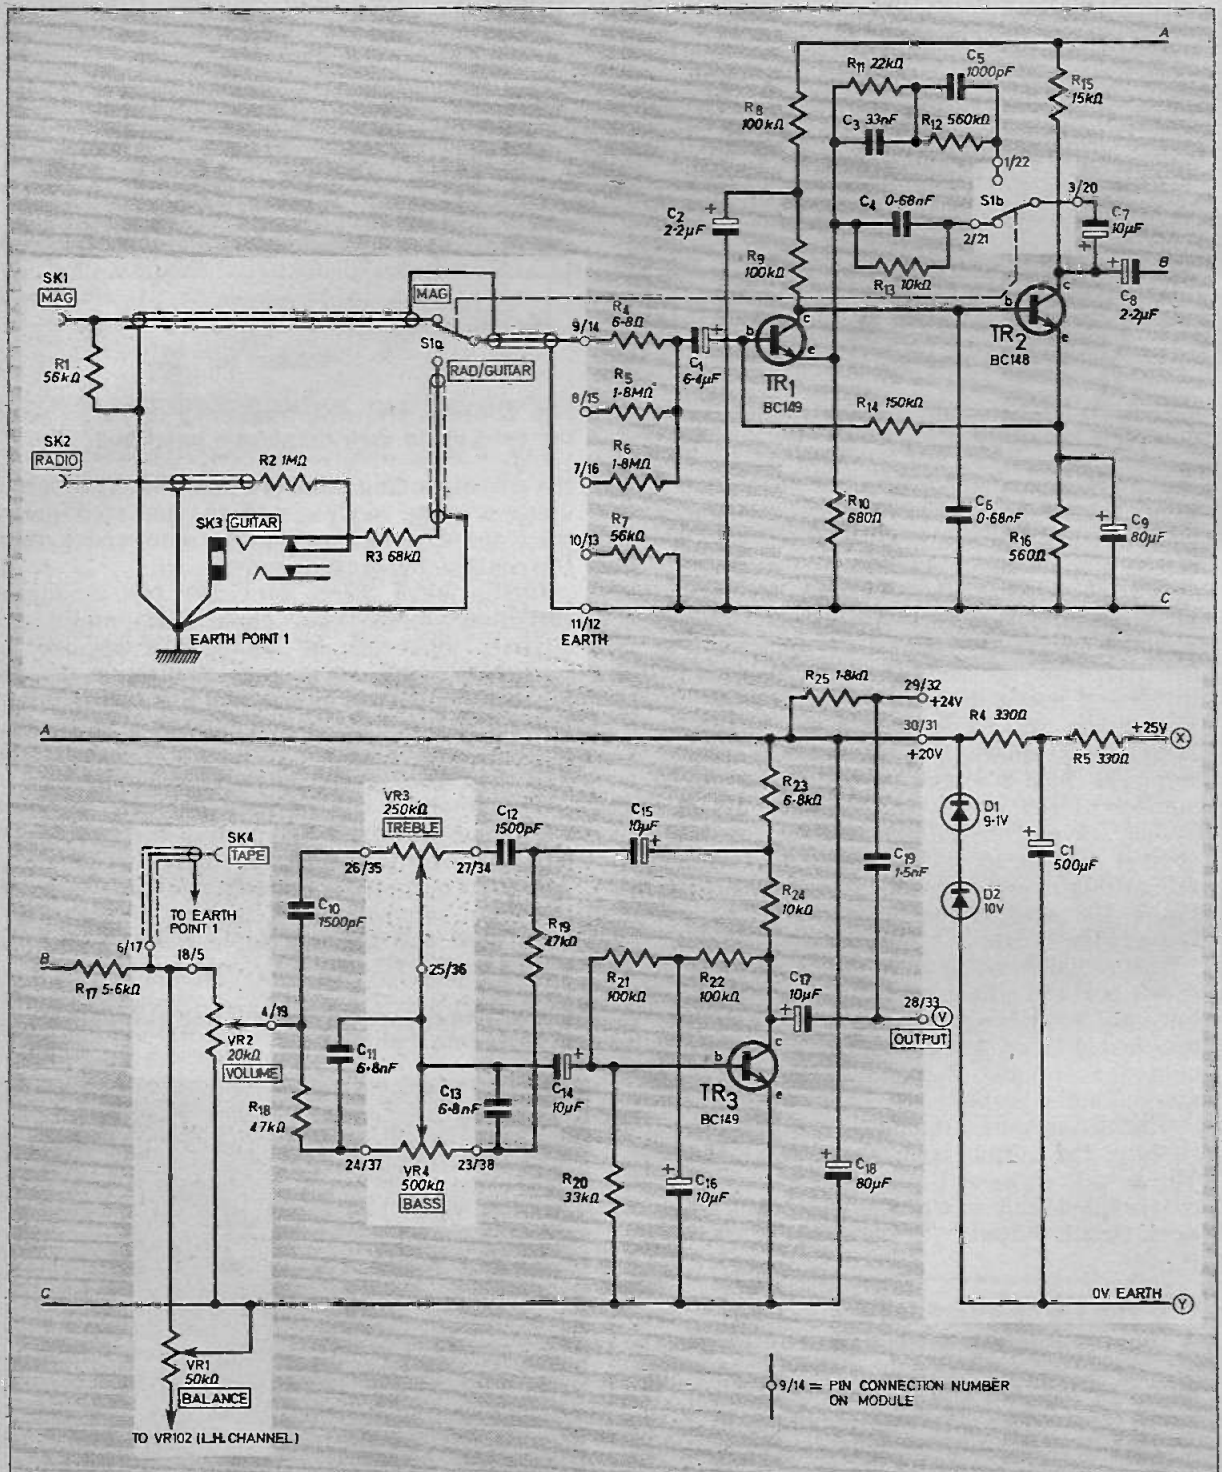 A
R11 22kΩ
C5
1000pF
R15
15kΩ
R8
100kΩ
C3 33nF
R12 560kΩ
1/22
C4 0·68nF
S1b
3/20
C7
10µF
C2
2·2µF
2/21
B
R9
100kΩ
R13 10kΩ
C8
2·2µF
SK1
MAG
MAG
S1a
9/14
R4
6·8Ω
C1
6·4µF
b
c
e
TR1
BC149
b
c
e
TR2
BC148
R1
56kΩ
RAD/GUITAR
R5
1·8MΩ
8/15
R14 150kΩ
SK2
RADIO
R2 1MΩ
R6
1·8MΩ
7/16
R10
680Ω
C6
0·68nF
R16
560Ω
C9
80µF
SK3 GUITAR
R3 68kΩ
R7
56kΩ
10/13
C
11/12
EARTH
EARTH POINT 1
R25 1·8kΩ
29/32
+24V
A
30/31
+20V
R4 330Ω
R5 330Ω
+25V
X
R23
6·8kΩ
D1
9·1V
VR3
250kΩ
TREBLE
C12
1500pF
C15
10µF
SK4
TAPE
26/35
27/34
C19
1·5nF
C1
500µF
R24
10kΩ
D2
10V
TO EARTH
POINT 1
C10
1500pF
R19
47kΩ
6/17
18/5
B
R17 5·6kΩ
25/36
R21
100kΩ
R22
100kΩ
C17
10µF
28/33
V
OUTPUT
4/19
VR2
20kΩ
VOLUME
C11
6·8nF
C13
6·8nF
C14
10µF
b
c
e
TR3
BC149
R18
47kΩ
24/37
VR4
500kΩ
BASS
23/38
R20
33kΩ
C16
10µF
C18
80µF
C
0V EARTH
Y
VR1
50kΩ
BALANCE
9/14 = PIN CONNECTION NUMBER
ON MODULE
TO VR102 (L.H. CHANNEL)